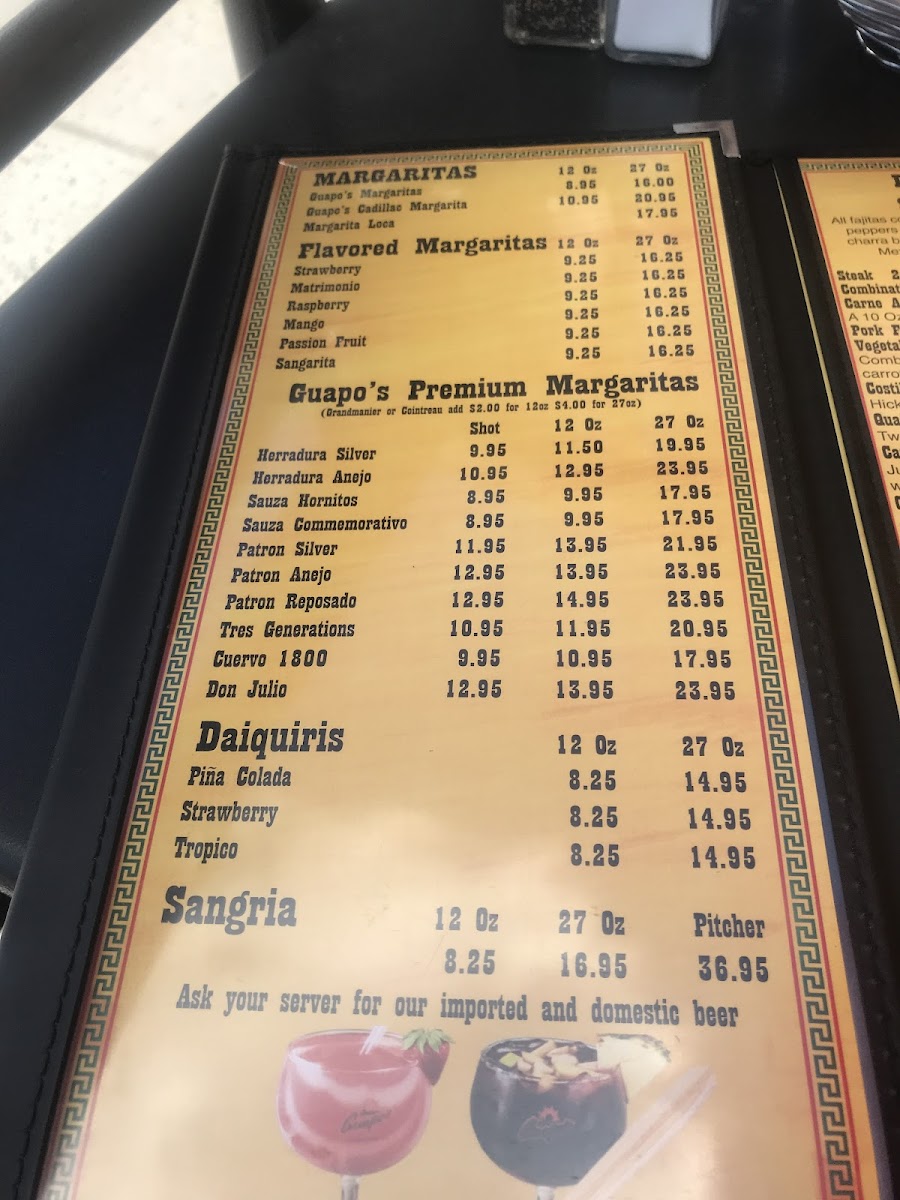 MARGARITAS 12 Oz 27 Oz
Guapo's Margaritas 8.95 16.00
Guapo's Cadillac Margarita 10.95 20.95
Margarita Loca 17.95
Flavored Margaritas 12 Oz 27 Oz
Strawberry 9.25 16.25
Matrimonio 9.25 16.25
Raspberry 9.25 16.25
Mango 9.25 16.25
Passion Fruit 9.25 16.25
Sangarita 9.25 16.25
Guapo's Premium Margaritas
(Grandmanier or Cointreau add $2.00 for 12oz $4.00 for 27oz)
Shot 12 Oz 27 Oz
Herradura Silver 9.95 11.50 19.95
Herradura Anejo 10.95 12.95 23.95
Sauza Hornitos 8.95 9.95 17.95
Sauza Commemorativo 8.95 9.95 17.95
Patron Silver 11.95 13.95 21.95
Patron Anejo 12.95 13.95 23.95
Patron Reposado 12.95 14.95 23.95
Tres Generations 10.95 11.95 20.95
Cuervo 1800 9.95 10.95 17.95
Don Julio 12.95 13.95 23.95
Daiquiris 12 Oz 27 Oz
Piña Colada 8.25 14.95
Strawberry 8.25 14.95
Tropico 8.25 14.95
Sangria 12 Oz 27 Oz Pitcher
8.25 16.95 36.95
Ask your server for our imported and domestic beer
All fajitas
peppers
charra
Steak
Carne
A 10 Oz
Pork